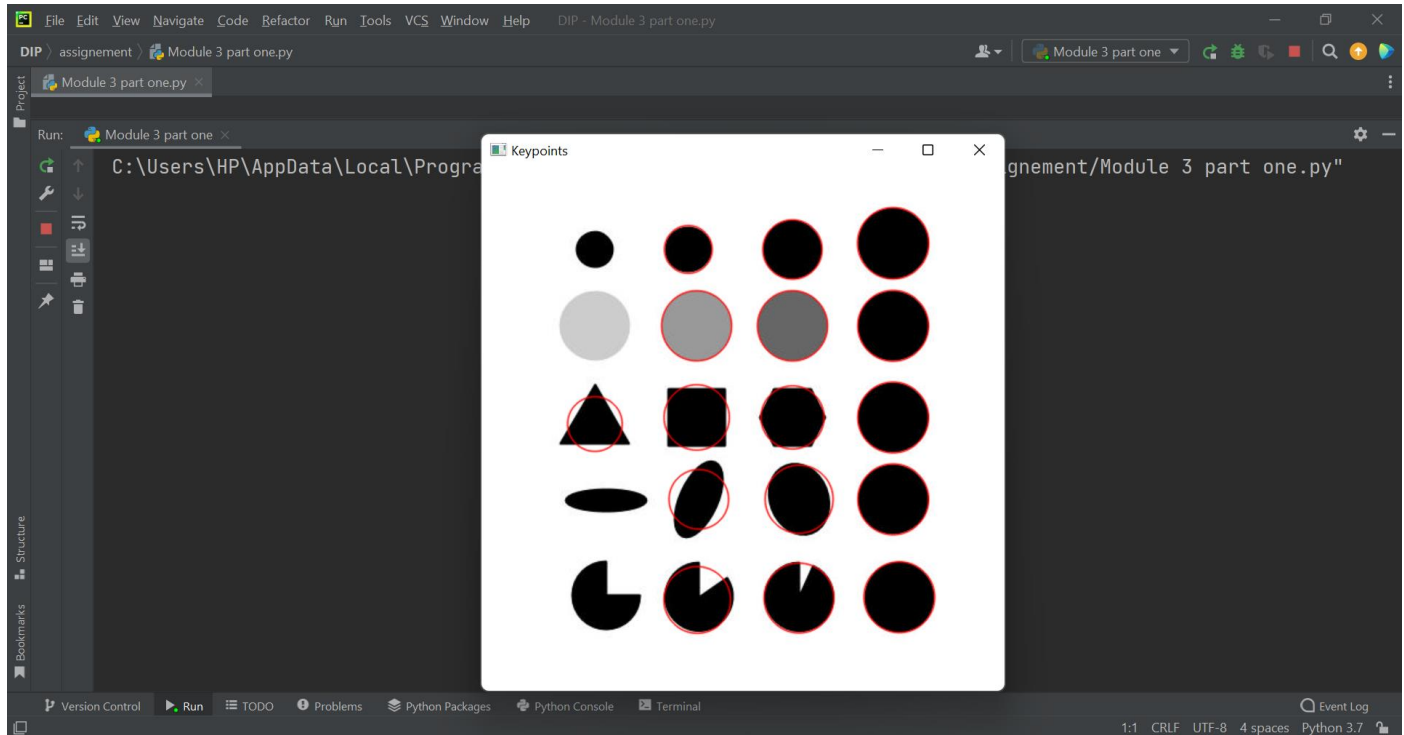 PC File Edit View Navigate Code Refactor Run Tools VCS Window Help DIP - Module 3 part one.py
DIP assignement Module 3 part one.py Module 3 part one
Project
Module 3 part one.py
Run: Module 3 part one
Keypoints
C:\Users\HP\AppData\Local\Progra gnement/Module 3 part one.py"
Structure
Bookmarks
Version Control Run TODO Problems Python Packages Python Console Terminal Event Log
1:1 CRLF UTF-8 4 spaces Python 3.7